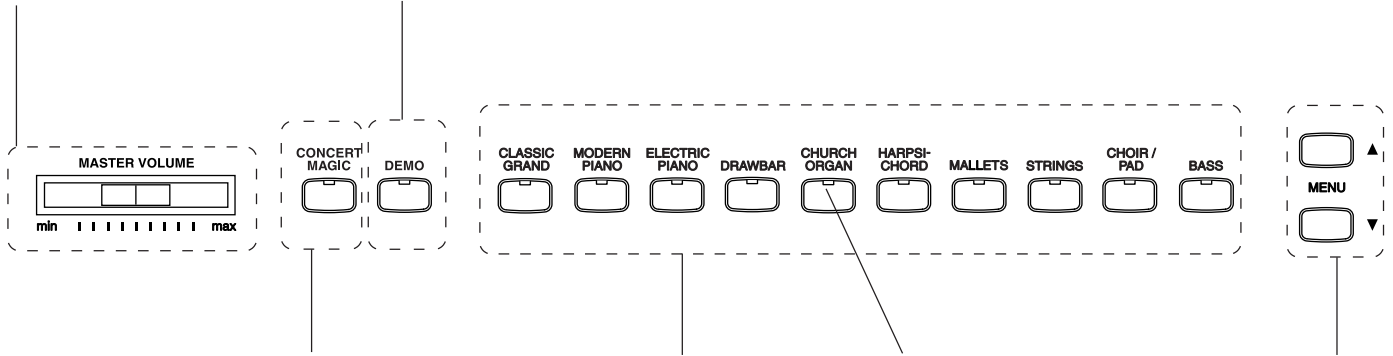 MASTER VOLUME
min max
CONCERT
MAGIC
DEMO
CLASSIC
GRAND
MODERN
PIANO
ELECTRIC
PIANO
DRAWBAR
CHURCH
ORGAN
HARPSI-
CHORD
MALLETS
STRINGS
CHOIR /
PAD
BASS
▲
MENU
▼